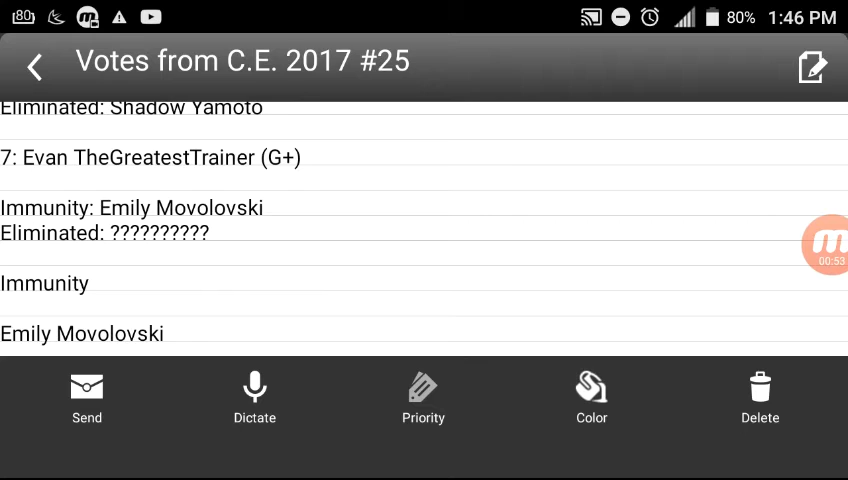 80
80% 1:46 PM
Votes from C.E. 2017 #25
Eliminated: Shadow Yamoto
7: Evan TheGreatestTrainer (G+)
Immunity: Emily Movolovski
Eliminated: ??????????
00:53
Immunity
Emily Movolovski
Send Dictate Priority Color Delete